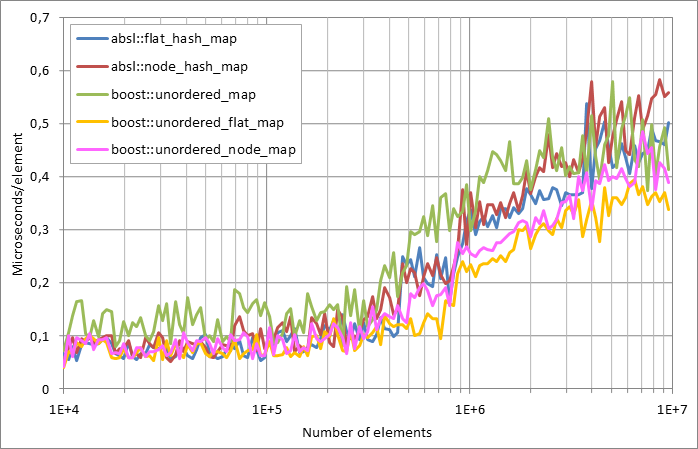 0,7
0,6
0,5
0,4
0,3
0,2
0,1
0
Microseconds/element
absl::flat_hash_map
absl::node_hash_map
boost::unordered_map
boost::unordered_flat_map
boost::unordered_node_map
1E+4 1E+5 1E+6 1E+7
Number of elements